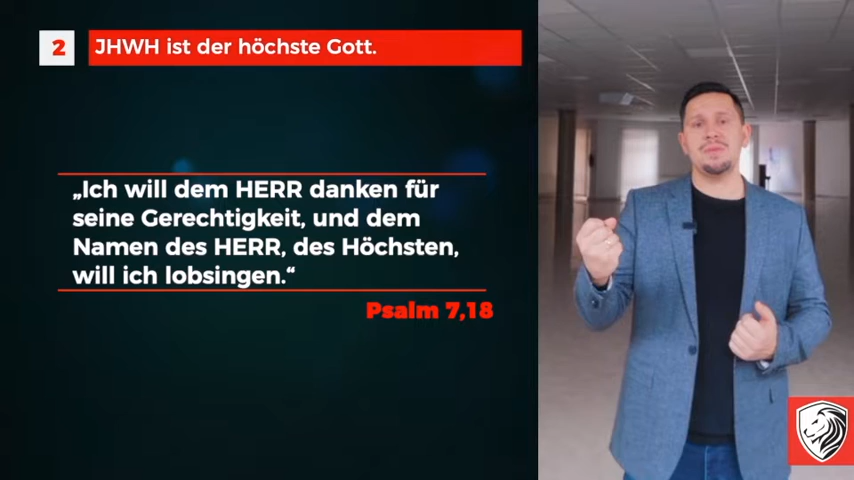 2 JHWH ist der höchste Gott.
„Ich will dem HERR danken für
seine Gerechtigkeit, und dem
Namen des HERR, des Höchsten,
will ich lobsingen.“
Psalm 7,18